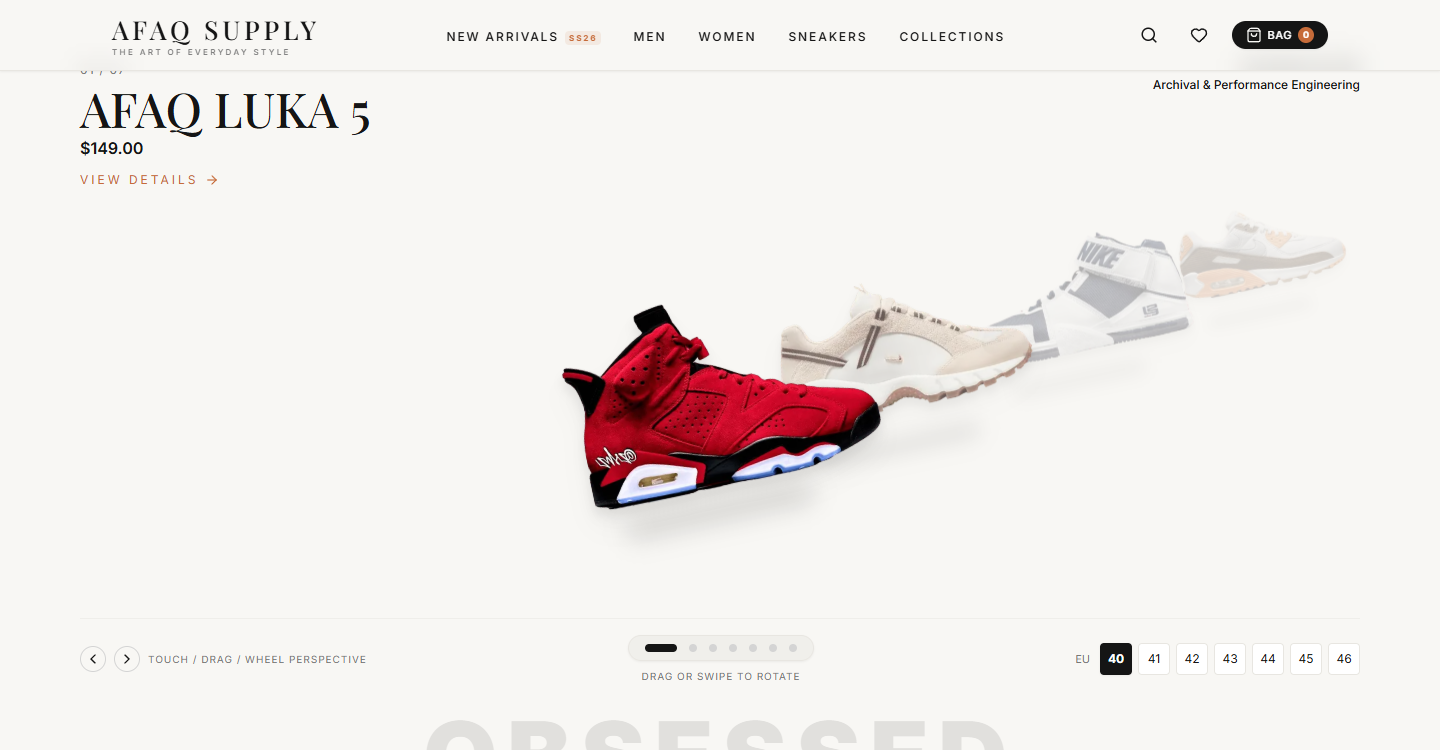 AFAQ SUPPLY
THE ART OF EVERYDAY STYLE
NEW ARRIVALS SS26 MEN WOMEN SNEAKERS COLLECTIONS
BAG 0
Archival & Performance Engineering
AFAQ LUKA 5
$149.00
VIEW DETAILS →
NIKE
TOUCH / DRAG / WHEEL PERSPECTIVE
DRAG OR SWIPE TO ROTATE
EU 40 41 42 43 44 45 46
OBSESSED